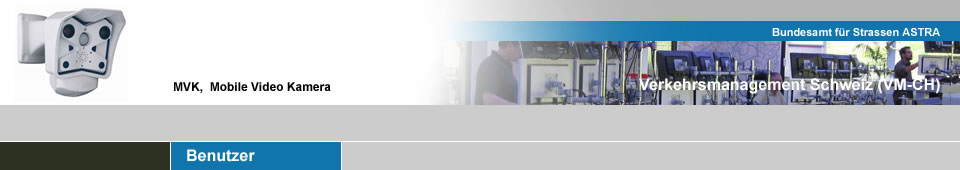 Bundesamt für Strassen ASTRA
MVK, Mobile Video Kamera
Verkehrsmanagement Schweiz (VM-CH)
Benutzer